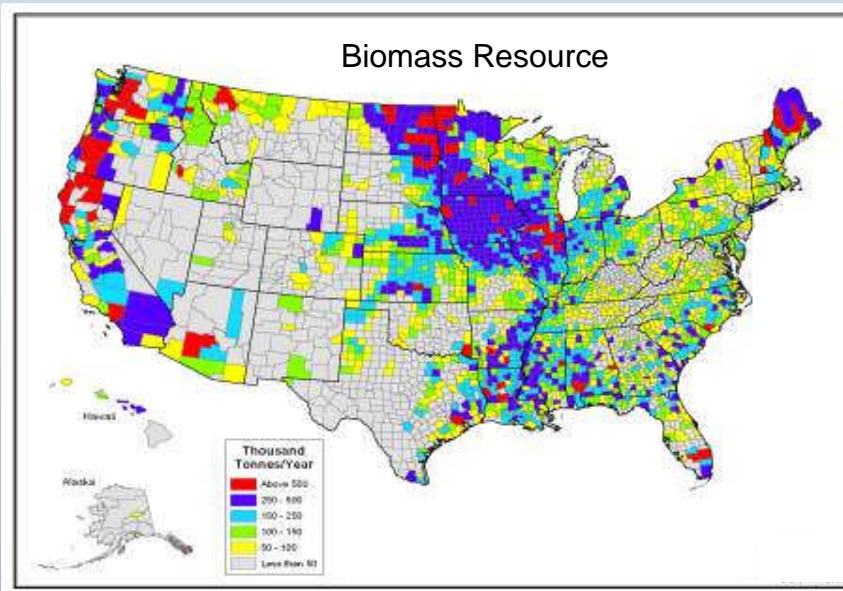 Biomass Resource
Hawaii
Alaska
Thousand
Tonnes/Year
Above 500
250 - 500
150 - 250
100 - 150
50 - 100
Less than 50